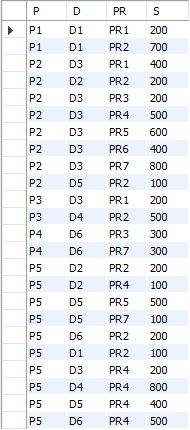 P D PR S
P1 D1 PR1 200
P1 D1 PR2 700
P2 D3 PR1 400
P2 D2 PR2 200
P2 D3 PR3 200
P2 D3 PR4 500
P2 D3 PR5 600
P2 D3 PR6 400
P2 D3 PR7 800
P2 D5 PR2 100
P3 D3 PR1 200
P3 D4 PR2 500
P4 D6 PR3 300
P4 D6 PR7 300
P5 D2 PR2 200
P5 D2 PR4 100
P5 D5 PR5 500
P5 D5 PR7 100
P5 D6 PR2 200
P5 D1 PR2 100
P5 D3 PR4 200
P5 D4 PR4 800
P5 D5 PR4 400
P5 D6 PR4 500